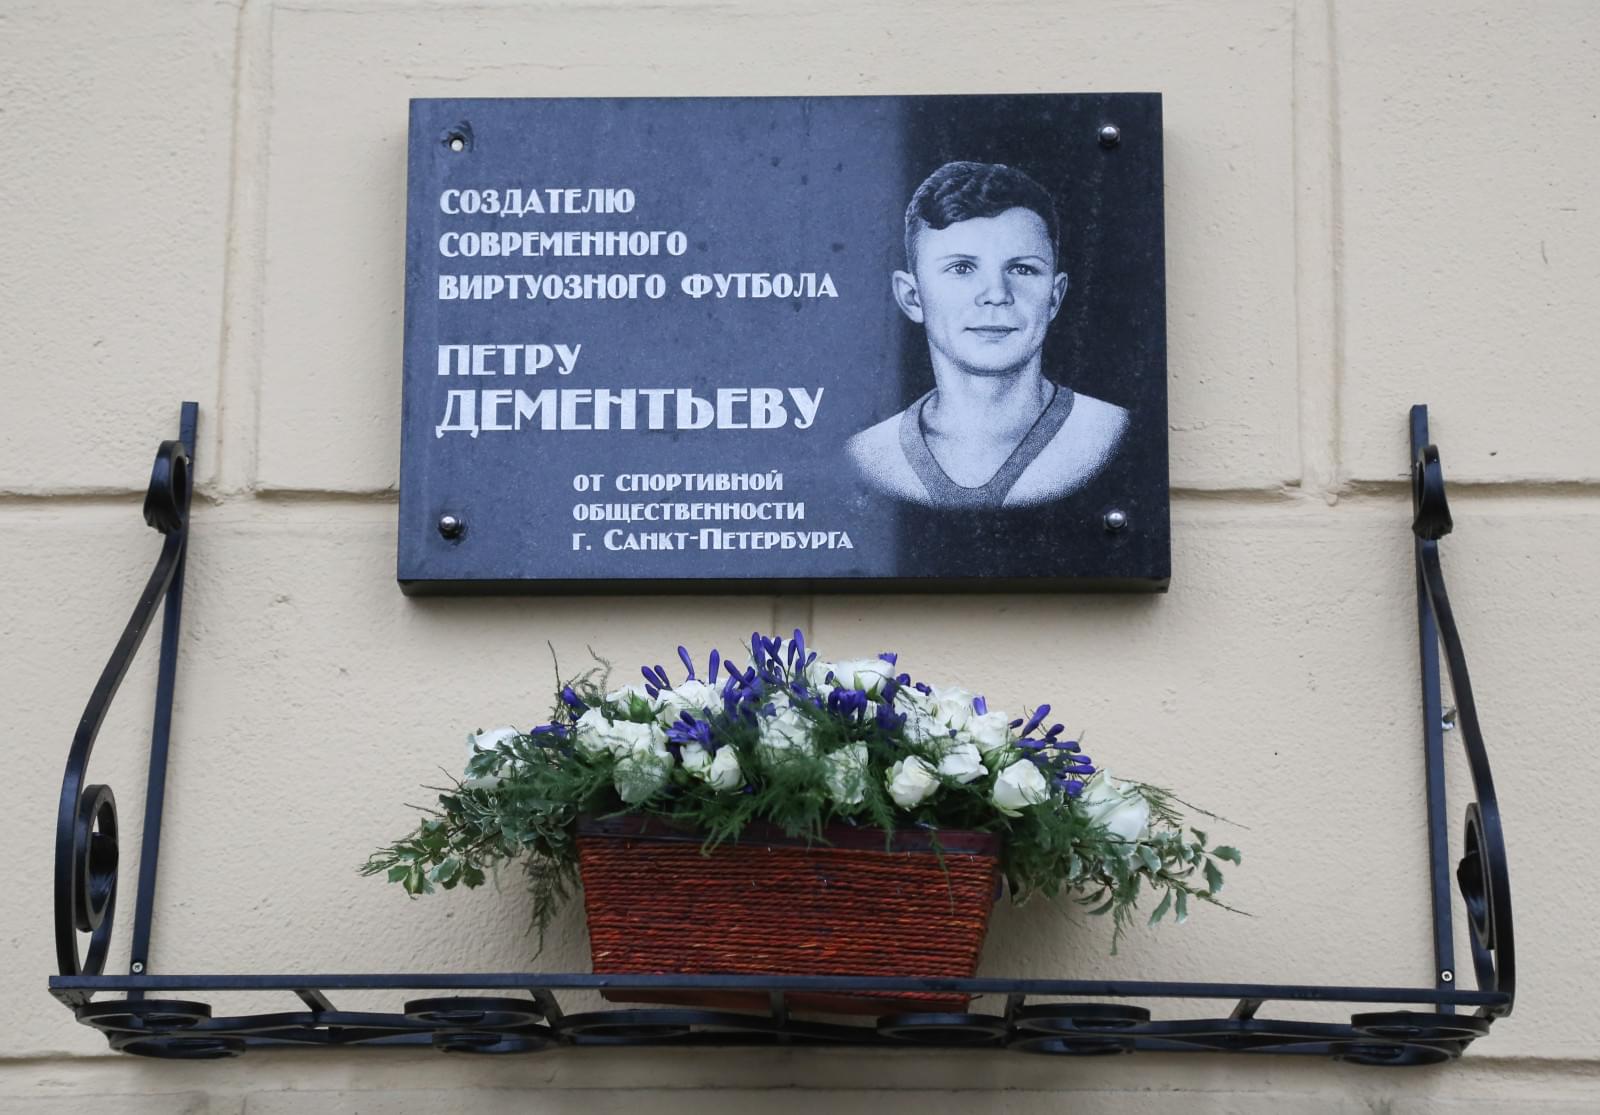 СОЗДАТЕЛЮ
СОВРЕМЕННОГО
ВИРТУОЗНОГО ФУТБОЛА
ПЕТРУ
ДЕМЕНТЬЕВУ
ОТ СПОРТИВНОЙ
ОБЩЕСТВЕННОСТИ
Г. САНКТ-ПЕТЕРБУРГА